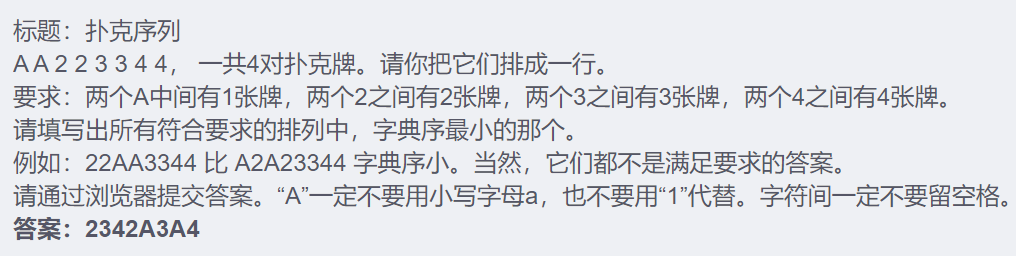 标题：扑克序列
A A 2 2 3 3 4 4， 一共4对扑克牌。请你把它们排成一行。
要求：两个A中间有1张牌，两个2之间有2张牌，两个3之间有3张牌，两个4之间有4张牌。
请填写出所有符合要求的排列中，字典序最小的那个。
例如：22AA3344 比 A2A23344 字典序小。当然，它们都不是满足要求的答案。
请通过浏览器提交答案。“A”一定不要用小写字母a，也不要用“1”代替。字符间一定不要留空格。
答案：2342A3A4